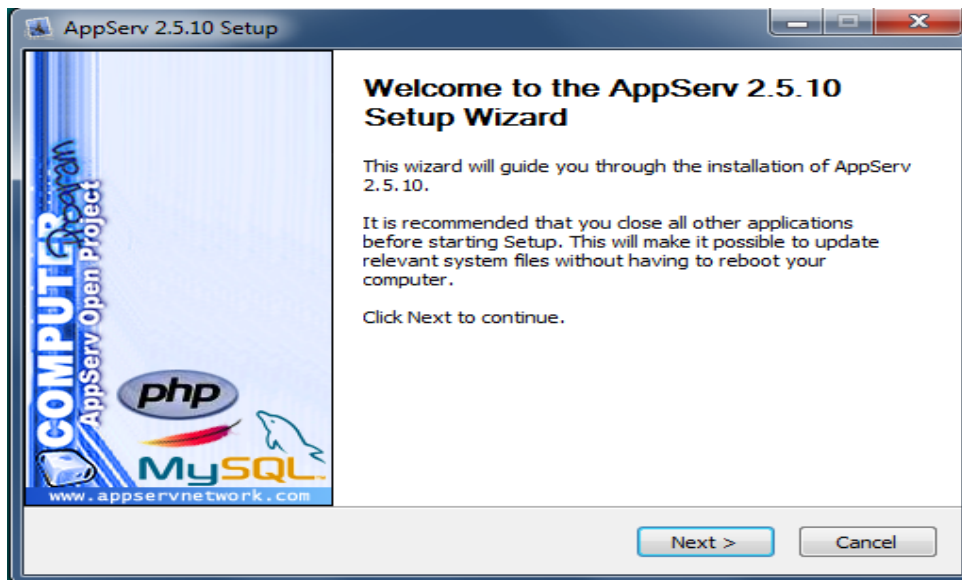 AppServ 2.5.10 Setup
Welcome to the AppServ 2.5.10
Setup Wizard
This wizard will guide you through the installation of AppServ
2.5.10.
It is recommended that you close all other applications
before starting Setup. This will make it possible to update
relevant system files without having to reboot your
computer.
Click Next to continue.
COMPUTER
Program
AppServ Open Project
php
MySQL
www.appservnetwork.com
Next >
Cancel